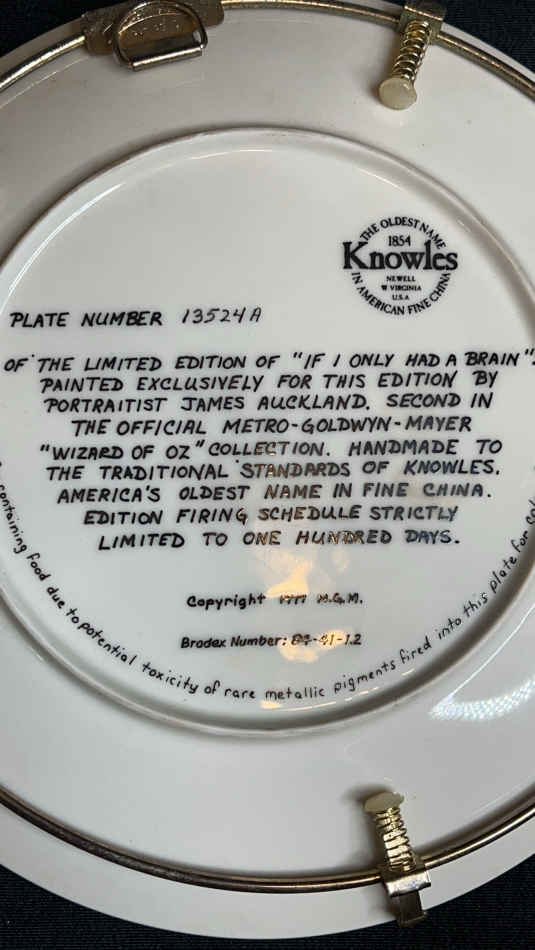 THE OLDEST NAME
1854
Knowles
NEWELL
W VIRGINIA
U.S.A
IN AMERICAN FINE CHINA
PLATE NUMBER 13524A
OF THE LIMITED EDITION OF "IF I ONLY HAD A BRAIN".
PAINTED EXCLUSIVELY FOR THIS EDITION BY
PORTRAITIST JAMES AUCKLAND. SECOND IN
THE OFFICIAL METRO-GOLDWYN-MAYER
"WIZARD OF OZ" COLLECTION. HANDMADE TO
THE TRADITIONAL STANDARDS OF KNOWLES.
AMERICA'S OLDEST NAME IN FINE CHINA.
EDITION FIRING SCHEDULE STRICTLY
LIMITED TO ONE HUNDRED DAYS.
Copyright M.G.M.
Bradex Number: 84-41-1.2
containing food due to potential toxicity of rare metallic pigments fired into this plate for